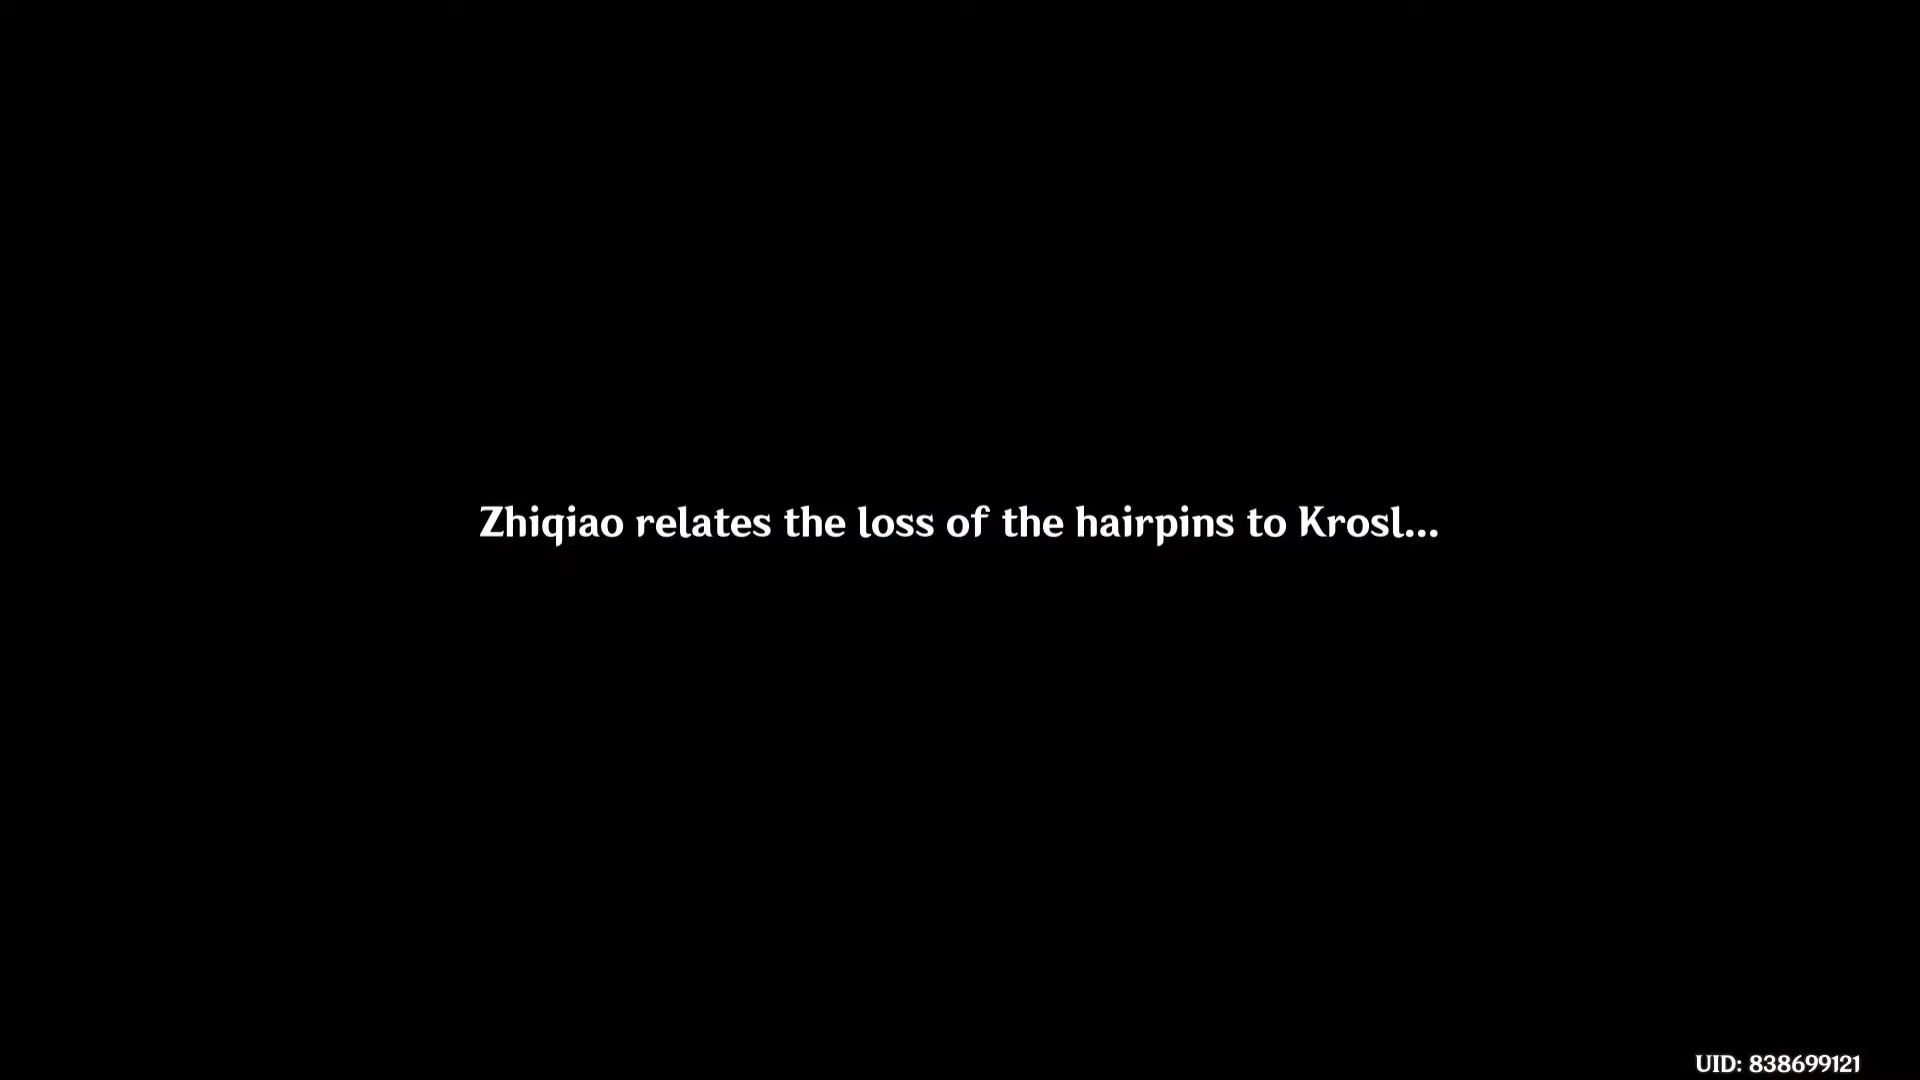 Zhiqiao relates the loss of the hairpins to Krosl...
UID: 838699121